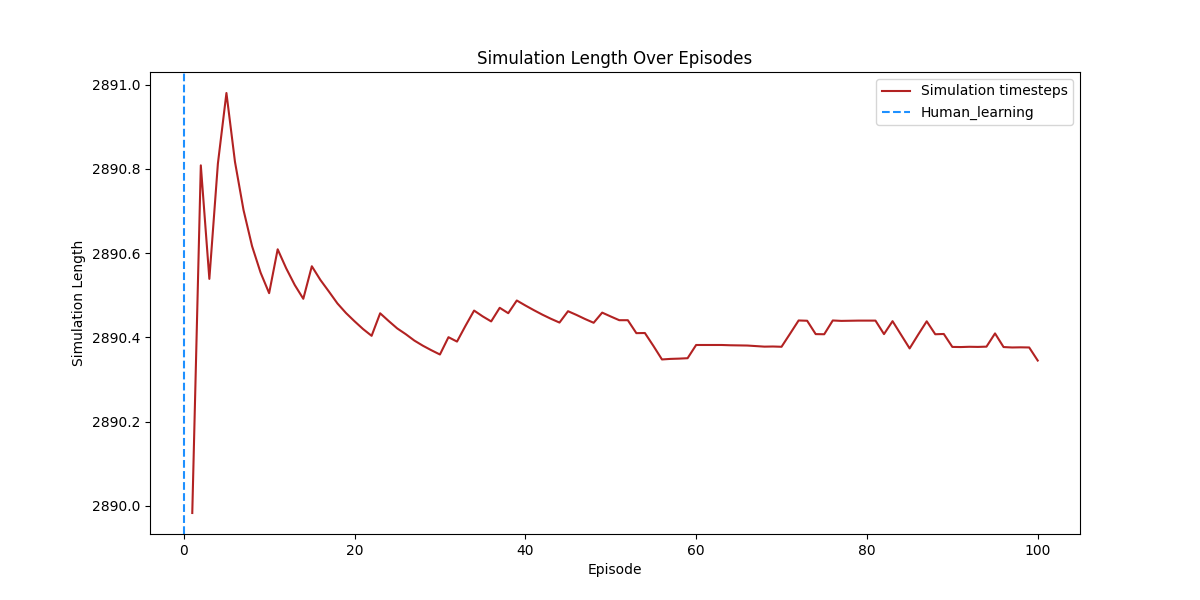 Simulation Length Over Episodes
Simulation timesteps
Human_learning
2891.0
2890.8
2890.6
2890.4
2890.2
2890.0
Simulation Length
0 20 40 60 80 100
Episode